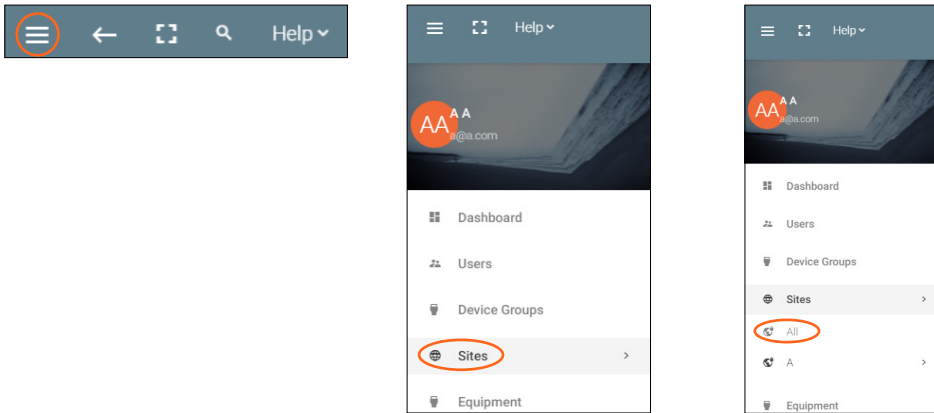 Help
Help
AA
A A
a@a.com
Dashboard
Users
Device Groups
Sites
Equipment
Help
AA
A A
a@a.com
Dashboard
Users
Device Groups
Sites
All
A
Equipment